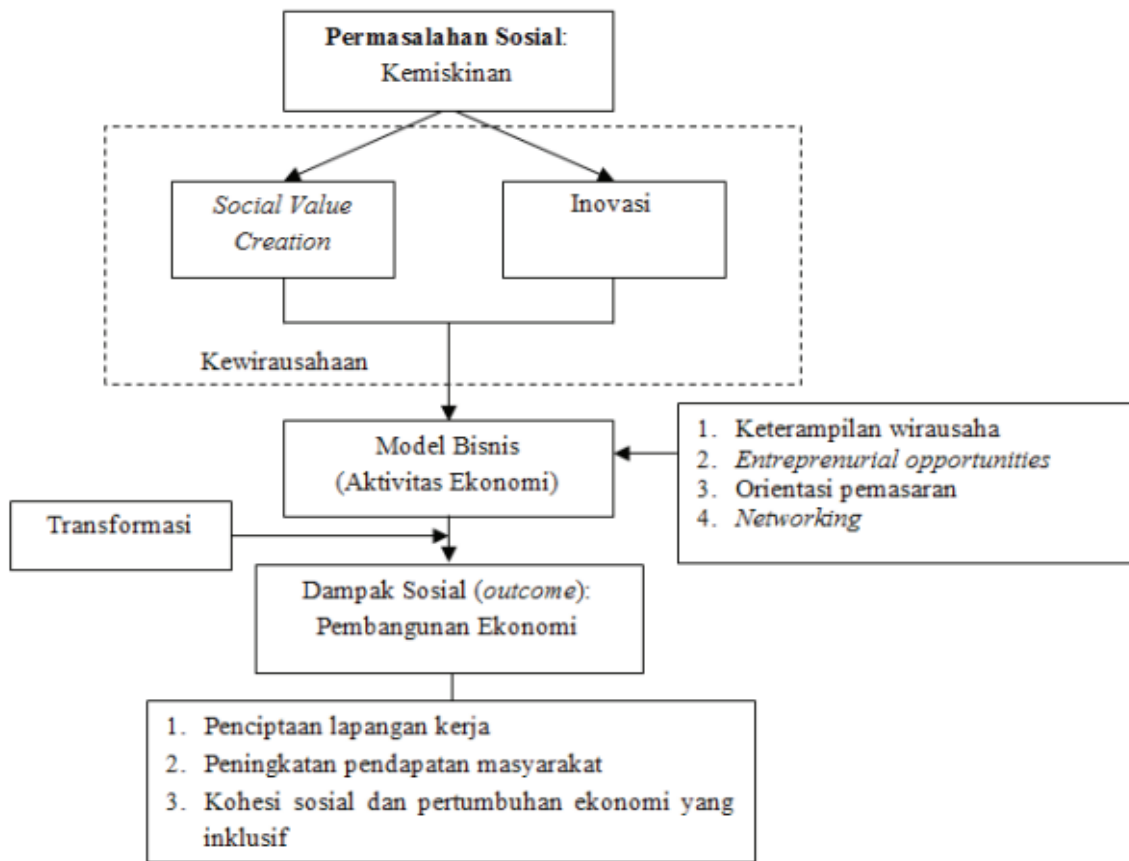 Permasalahan Sosial:
Kemiskinan
Social Value
Creation
Inovasi
Kewirausahaan
Model Bisnis
(Aktivitas Ekonomi)
1. Keterampilan wirausaha
2. Entreprenurial opportunities
3. Orientasi pemasaran
4. Networking
Transformasi
Dampak Sosial (outcome):
Pembangunan Ekonomi
1. Penciptaan lapangan kerja
2. Peningkatan pendapatan masyarakat
3. Kohesi sosial dan pertumbuhan ekonomi yang
inklusif